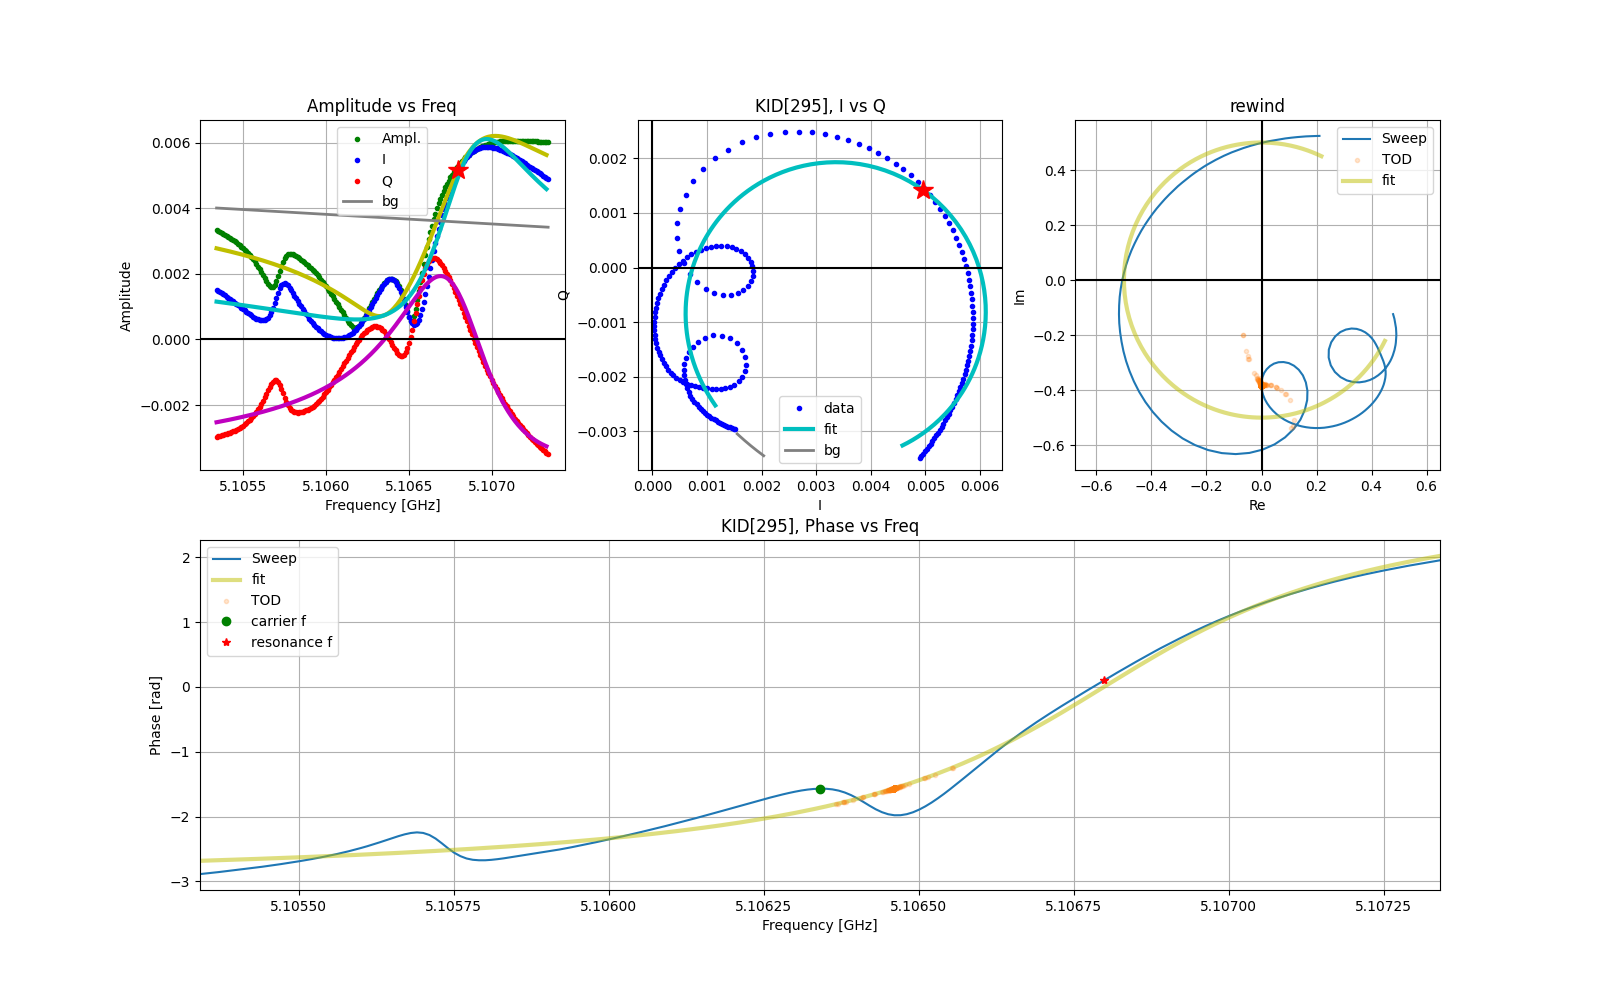 Amplitude vs Freq
Amplitude
0.006
0.004
0.002
0.000
−0.002
Ampl.
I
Q
bg
5.1055
5.1060
5.1065
5.1070
Frequency [GHz]
KID[295], I vs Q
Q
0.002
0.001
0.000
−0.001
−0.002
−0.003
data
fit
bg
0.000
0.001
0.002
0.003
0.004
0.005
0.006
I
rewind
Im
0.4
0.2
0.0
−0.2
−0.4
−0.6
Sweep
TOD
fit
−0.6
−0.4
−0.2
0.0
0.2
0.4
0.6
Re
KID[295], Phase vs Freq
Phase [rad]
2
1
0
−1
−2
−3
Sweep
fit
TOD
carrier f
resonance f
5.10550
5.10575
5.10600
5.10625
5.10650
5.10675
5.10700
5.10725
Frequency [GHz]